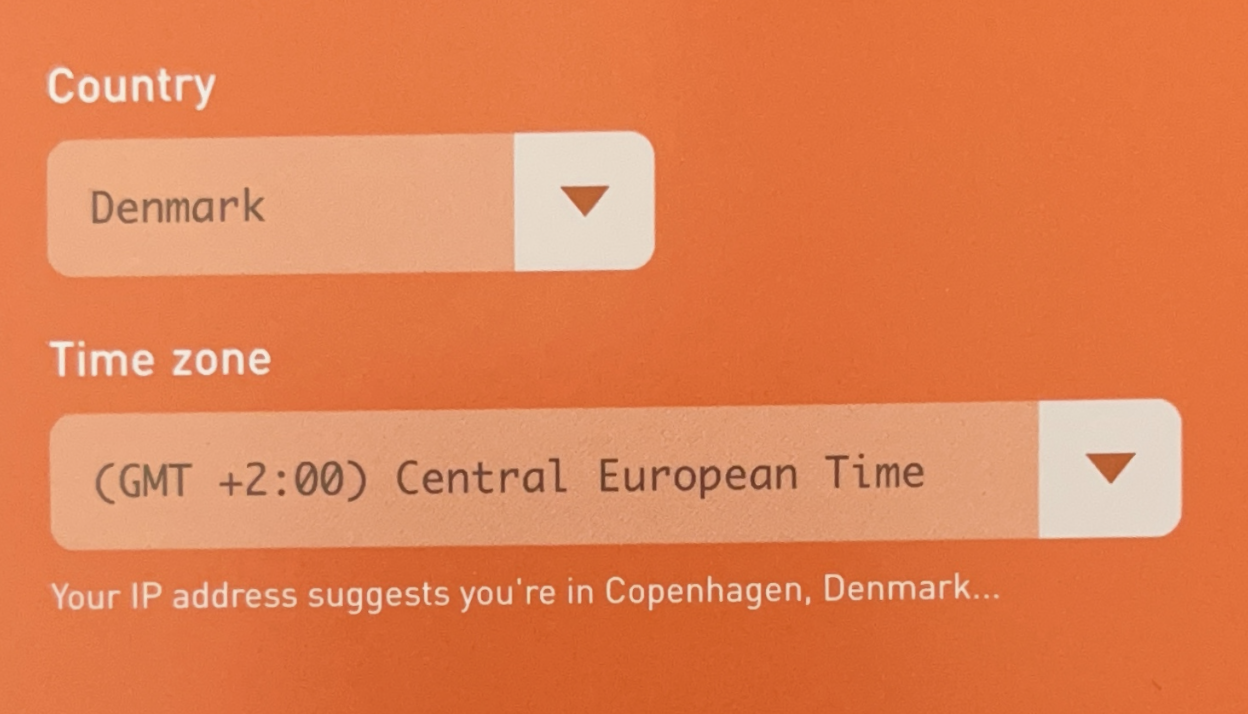 Country
Denmark
Time zone
(GMT +2:00) Central European Time
Your IP address suggests you're in Copenhagen, Denmark...